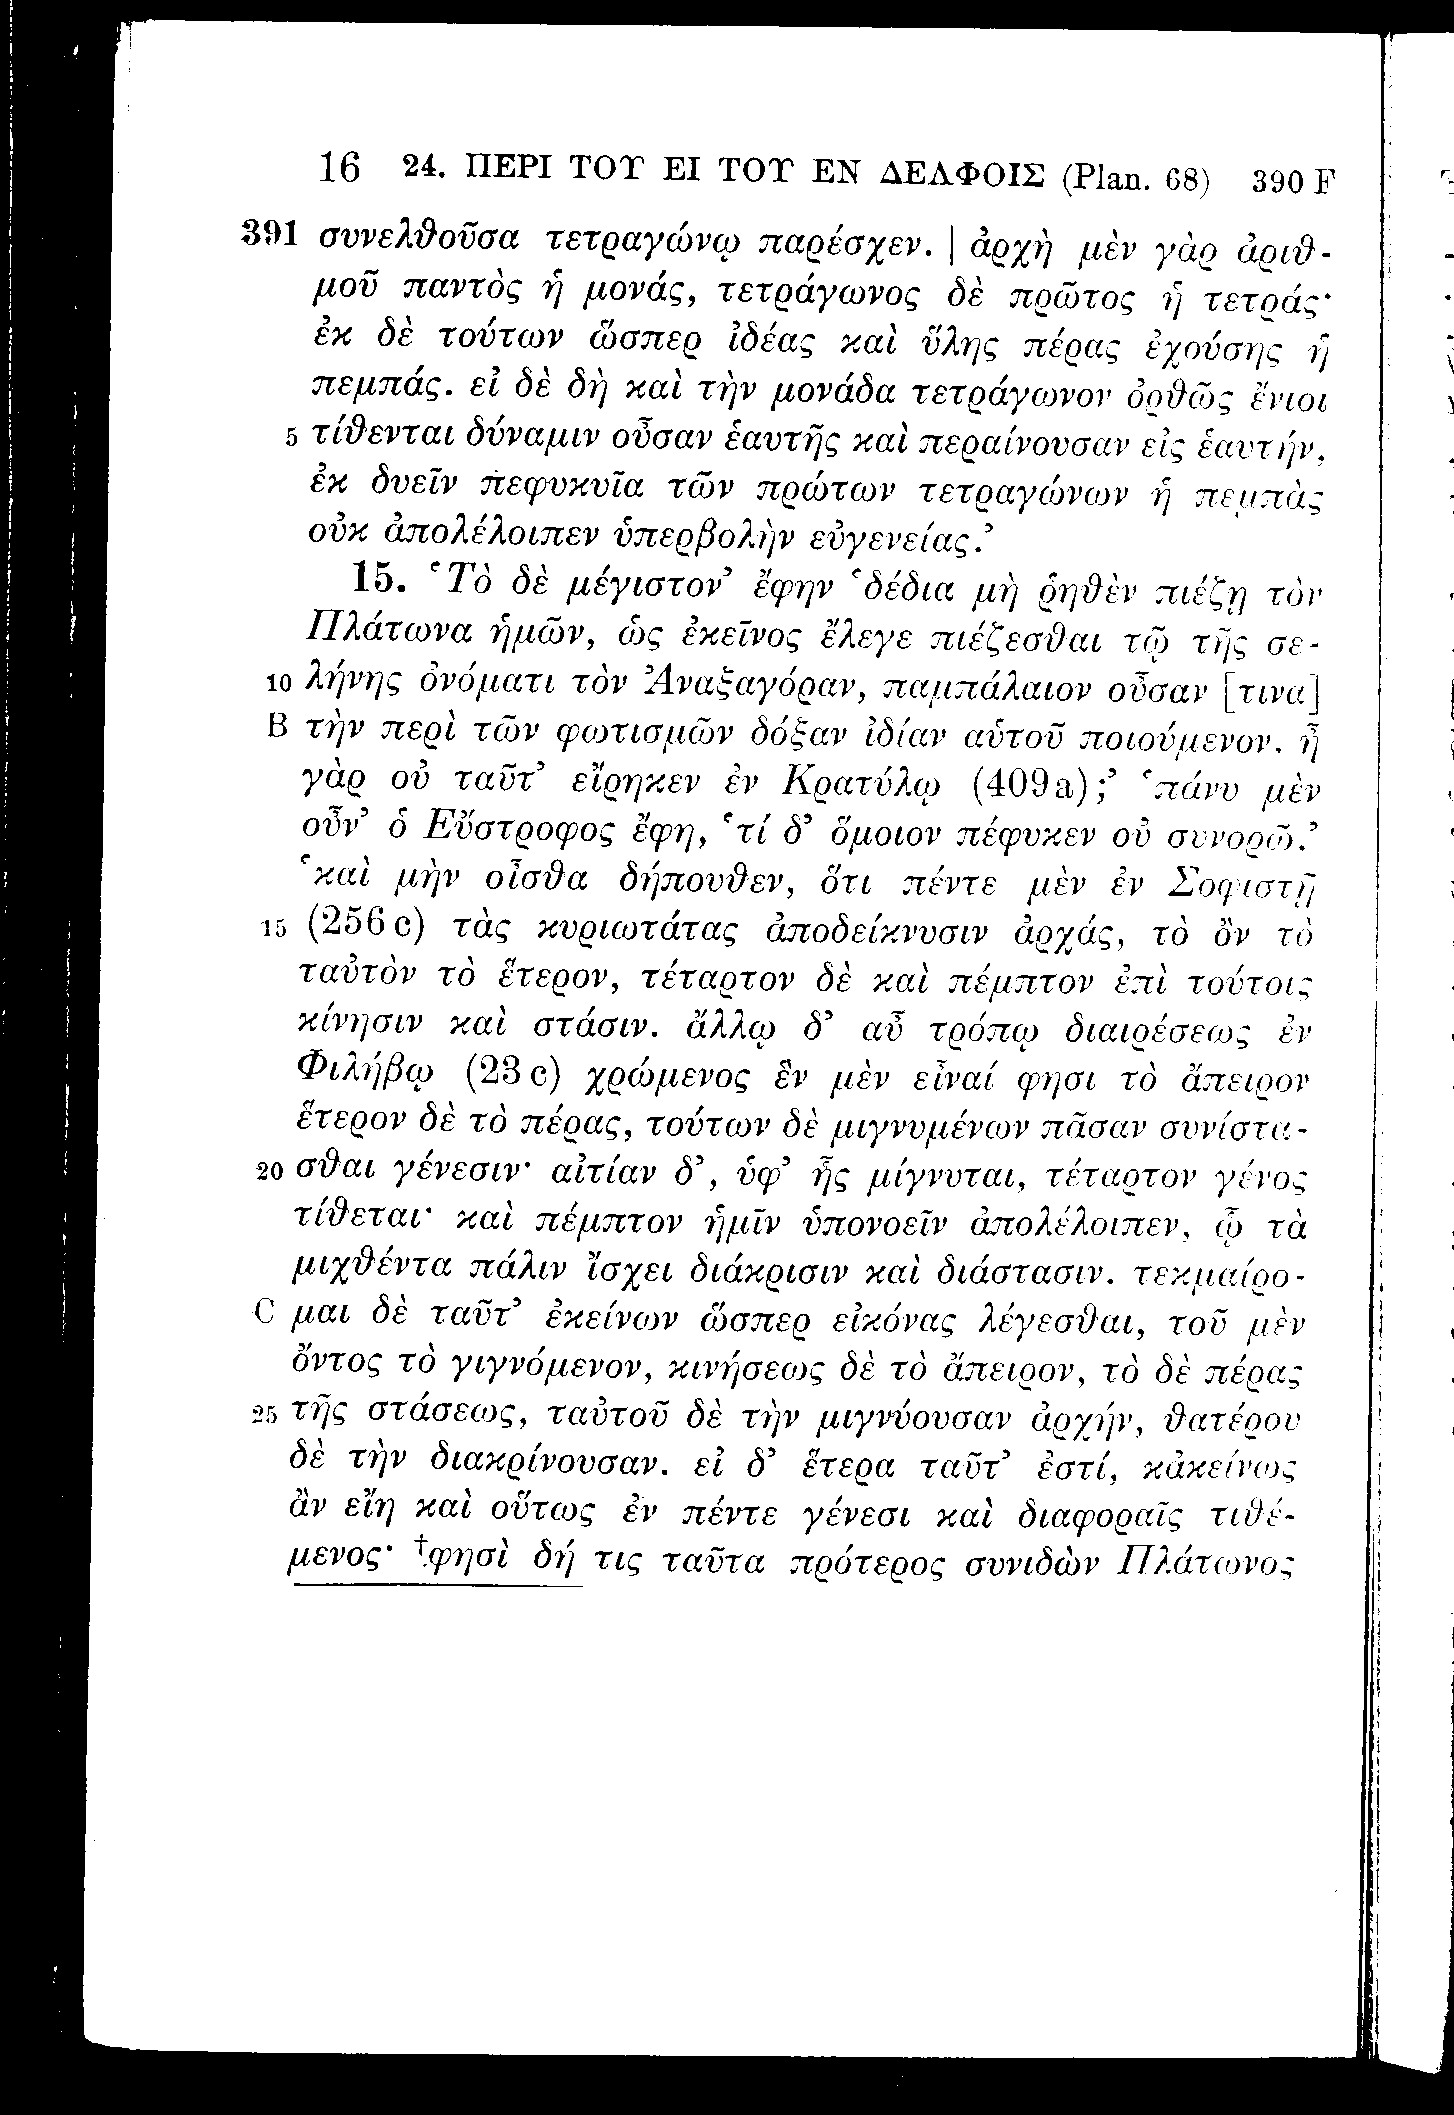 16 24. ΠΕΡΙ ΤΟΥ ΕΙ ΤΟΥ ΕΝ ΔΕΛΦΟΙΣ (Plan. 68) 390 F
391 συνελθοῦσα τετραγώνῳ παρέσχεν. | ἀρχὴ μὲν γὰρ ἀριθ-
μοῦ παντὸς ἡ μονάς, τετράγωνος δὲ πρῶτος ἡ τετράς·
ἐκ δὲ τούτων ὥσπερ ἰδέας καὶ ὕλης πέρας ἐχούσης ἡ
πεμπάς. εἰ δὲ δὴ καὶ τὴν μονάδα τετράγωνον ὀρθῶς ἔνιοι
5 τίθενται δύναμιν οὖσαν ἑαυτῆς καὶ περαίνουσαν εἰς ἑαυτήν,
ἐκ δυεῖν πεφυκυῖα τῶν πρώτων τετραγώνων ἡ πεμπὰς
οὐκ ἀπολέλοιπεν ὑπερβολὴν εὐγενείας.’
15. ‘Τὸ δὲ μέγιστον’ ἔφην ‘δέδια μὴ ῥηθὲν πιέζῃ τὸν
Πλάτωνα ἡμῶν, ὡς ἐκεῖνος ἔλεγε πιέζεσθαι τῷ τῆς σε-
10 λήνης ὀνόματι τὸν Ἀναξαγόραν, παμπάλαιον οὖσαν [τινα]
B τὴν περὶ τῶν φωτισμῶν δόξαν ἰδίαν αὑτοῦ ποιούμενον. ἦ
γὰρ οὐ ταῦτ’ εἴρηκεν ἐν Κρατύλῳ (409 a);’ ‘πάνυ μὲν
οὖν’ ὁ Εὔστροφος ἔφη, ‘τί δ’ ὅμοιον πέφυκεν οὐ συνορῶ.’
‘καὶ μὴν οἶσθα δήπουθεν, ὅτι πέντε μὲν ἐν Σοφιστῇ
15 (256 c) τὰς κυριωτάτας ἀποδείκνυσιν ἀρχάς, τὸ ὂν τὸ
ταὐτὸν τὸ ἕτερον, τέταρτον δὲ καὶ πέμπτον ἐπὶ τούτοις
κίνησιν καὶ στάσιν. ἄλλῳ δ’ αὖ τρόπῳ διαιρέσεως ἐν
Φιλήβῳ (23 c) χρώμενος ἓν μὲν εἶναί φησι τὸ ἄπειρον
ἕτερον δὲ τὸ πέρας, τούτων δὲ μιγνυμένων πᾶσαν συνίστα-
20 σθαι γένεσιν· αἰτίαν δ’, ὑφ’ ἧς μίγνυται, τέταρτον γένος
τίθεται· καὶ πέμπτον ἡμῖν ὑπονοεῖν ἀπολέλοιπεν, ᾧ τὰ
μιχθέντα πάλιν ἴσχει διάκρισιν καὶ διάστασιν. τεκμαίρο-
C μαι δὲ ταῦτ’ ἐκείνων ὥσπερ εἰκόνας λέγεσθαι, τοῦ μὲν
ὄντος τὸ γιγνόμενον, κινήσεως δὲ τὸ ἄπειρον, τὸ δὲ πέρας
25 τῆς στάσεως, ταὐτοῦ δὲ τὴν μιγνύουσαν ἀρχήν, θατέρου
δὲ τὴν διακρίνουσαν. εἰ δ’ ἕτερα ταῦτ’ ἐστί, κἀκείνως
ἂν εἴη καὶ οὕτως ἐν πέντε γένεσι καὶ διαφοραῖς τιθέ-
μενος· †φησὶ δή τις ταῦτα πρότερος συνιδὼν Πλάτωνος